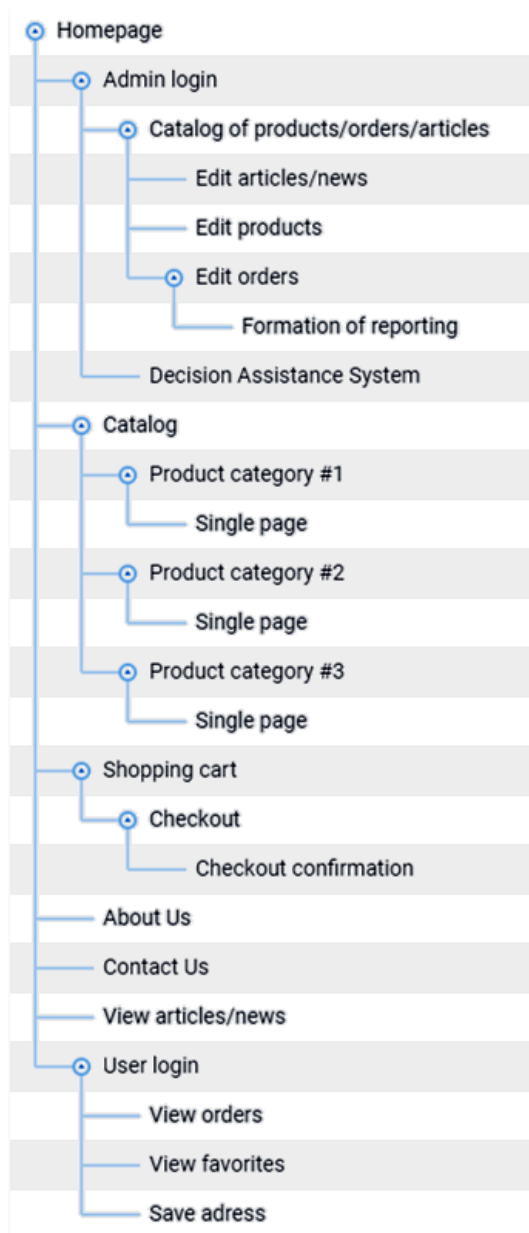 Homepage
Admin login
Catalog of products/orders/articles
Edit articles/news
Edit products
Edit orders
Formation of reporting
Decision Assistance System
Catalog
Product category #1
Single page
Product category #2
Single page
Product category #3
Single page
Shopping cart
Checkout
Checkout confirmation
About Us
Contact Us
View articles/news
User login
View orders
View favorites
Save adress